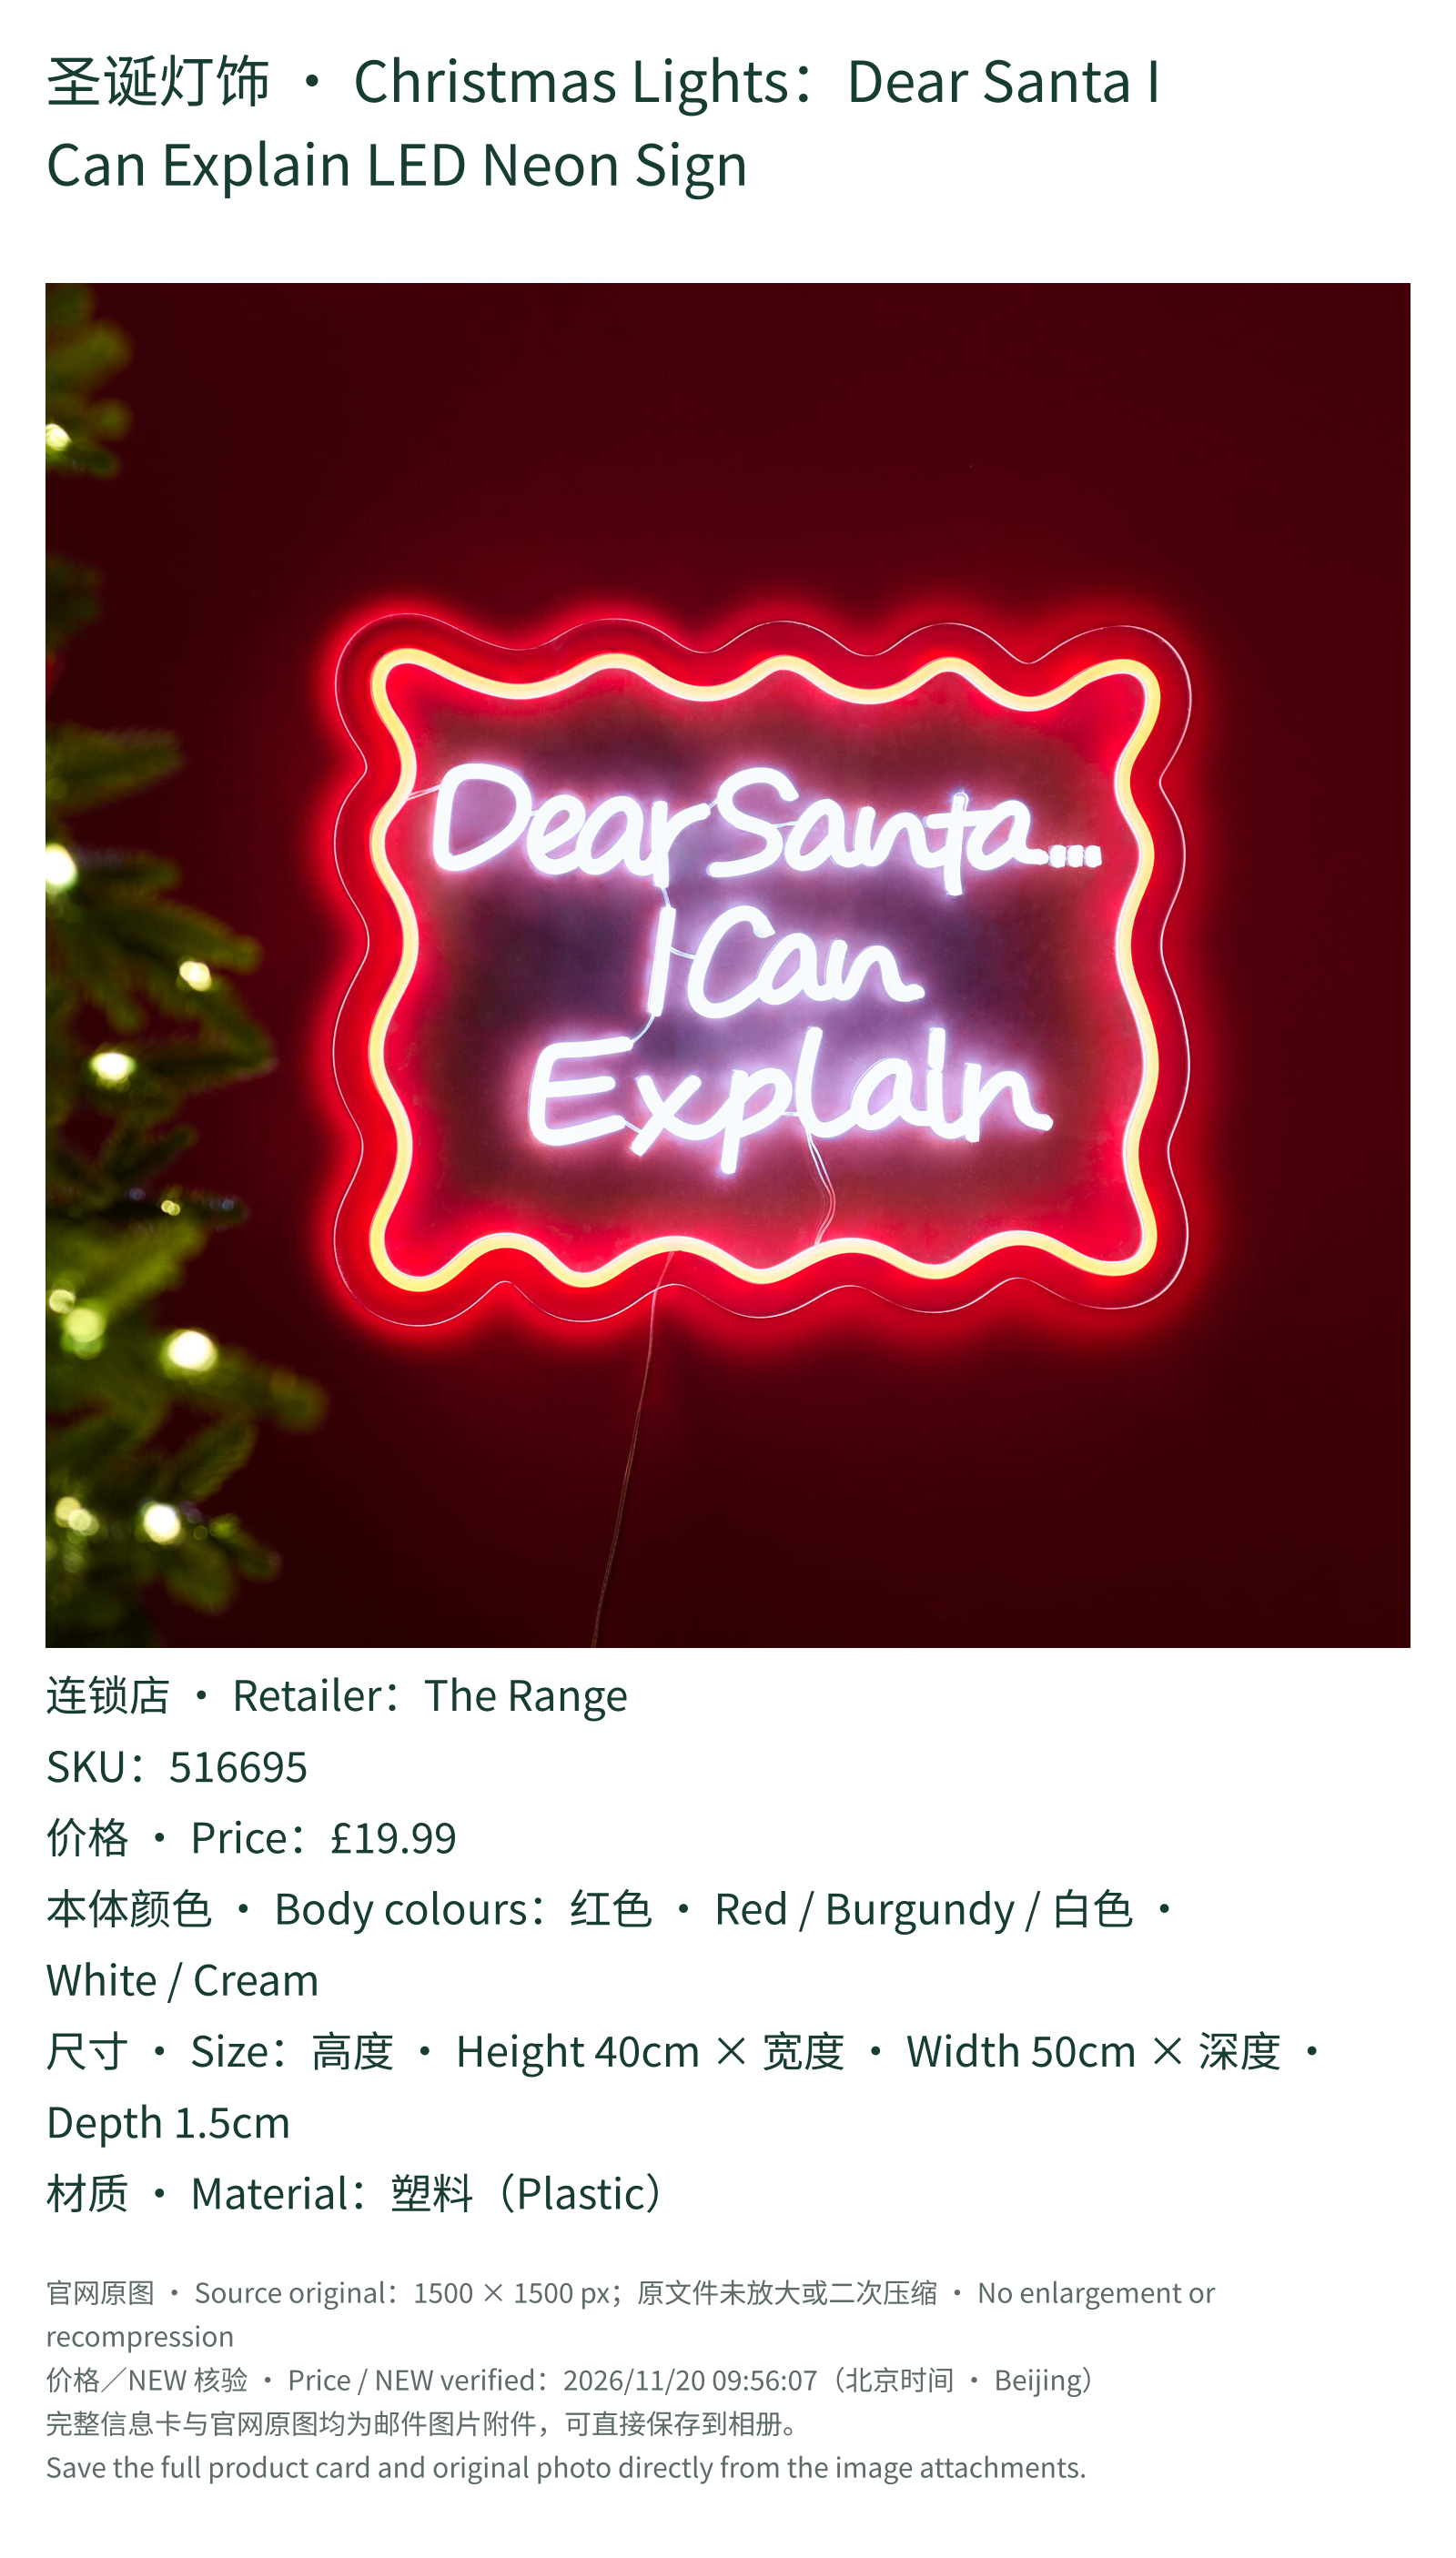 圣诞灯饰 · Christmas Lights：Dear Santa I
Can Explain LED Neon Sign
Dear Santa...
I Can
Explain
连锁店 · Retailer：The Range
SKU：516695
价格 · Price：£19.99
本体颜色 · Body colours：红色 · Red / Burgundy / 白色 ·
White / Cream
尺寸 · Size：高度 · Height 40cm × 宽度 · Width 50cm × 深度 ·
Depth 1.5cm
材质 · Material：塑料（Plastic）
官网原图 · Source original：1500 × 1500 px；原文件未放大或二次压缩 · No enlargement or
recompression
价格／NEW 核验 · Price / NEW verified：2026/11/20 09:56:07（北京时间 · Beijing）
完整信息卡与官网原图均为邮件图片附件，可直接保存到相册。
Save the full product card and original photo directly from the image attachments.